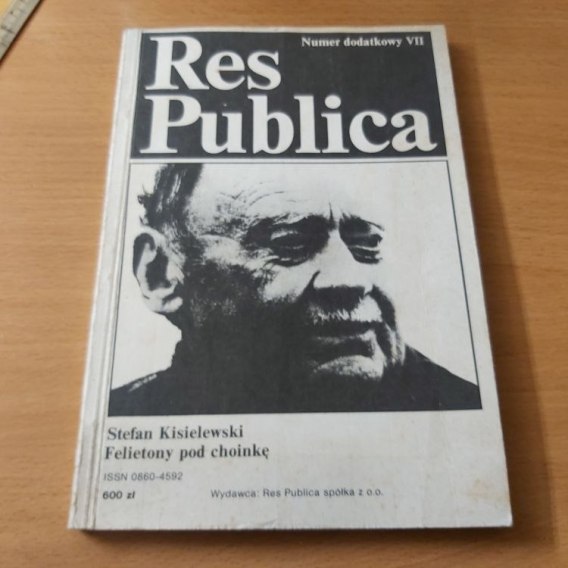 Numer dodatkowy VII
Res
Publica
Stefan Kisielewski
Felietony pod choinkę
ISSN 0860-4592
600 zł
Wydawca: Res Publica spółka z o.o.